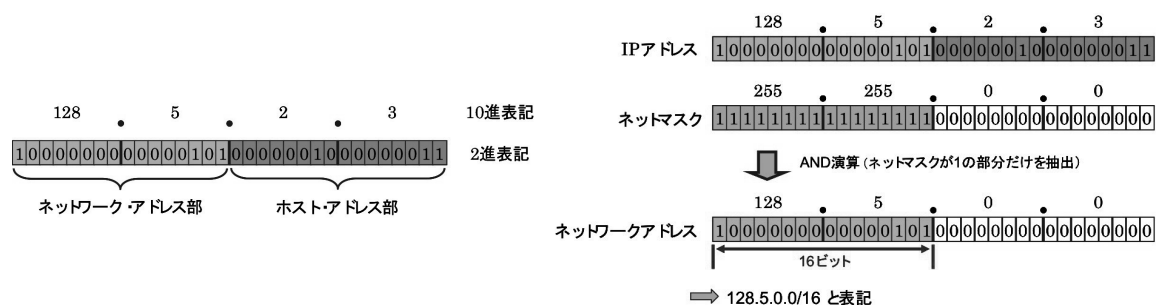 128 • 5 • 2 • 3 10進表記
10000000000001010000001000000011 2進表記
ネットワーク・アドレス部 ホスト・アドレス部
128 • 5 • 2 • 3
IPアドレス 10000000000001010000001000000011
255 • 255 • 0 • 0
ネットマスク 11111111111111110000000000000000
AND演算(ネットマスクが1の部分だけを抽出)
128 • 5 • 0 • 0
ネットワークアドレス 10000000000001010000000000000000
16ビット
128.5.0.0/16 と表記